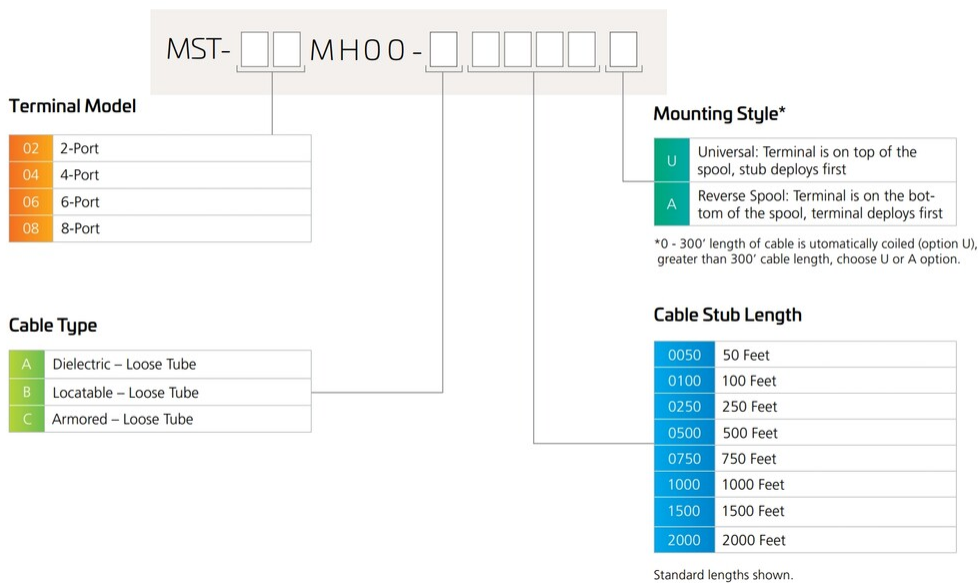 MST- MH00 -
Terminal Model
02 2-Port
04 4-Port
06 6-Port
08 8-Port
Mounting Style*
U Universal: Terminal is on top of the
spool, stub deploys first
A Reverse Spool: Terminal is on the bot-
tom of the spool, terminal deploys first
*0 - 300’ length of cable is utomatically coiled (option U),
greater than 300’ cable length, choose U or A option.
Cable Type
A Dielectric – Loose Tube
B Locatable – Loose Tube
C Armored – Loose Tube
Cable Stub Length
0050 50 Feet
0100 100 Feet
0250 250 Feet
0500 500 Feet
0750 750 Feet
1000 1000 Feet
1500 1500 Feet
2000 2000 Feet
Standard lengths shown.